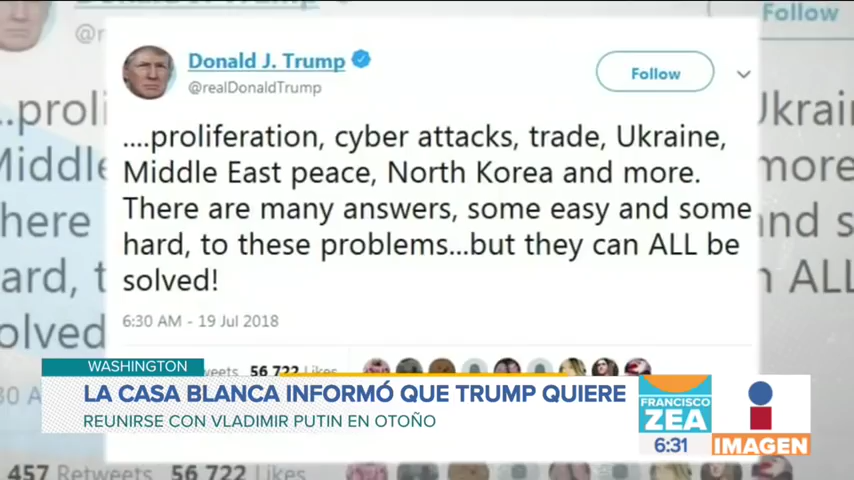 Donald J. Trump
@realDonaldTrump
Follow
....proliferation, cyber attacks, trade, Ukraine,
Middle East peace, North Korea and more.
There are many answers, some easy and some
hard, to these problems...but they can ALL be
solved!
6:30 AM - 19 Jul 2018
56,722 Likes
WASHINGTON
LA CASA BLANCA INFORMÓ QUE TRUMP QUIERE
REUNIRSE CON VLADIMIR PUTIN EN OTOÑO
FRANCISCO
ZEA
6:31
IMAGEN
Follow
457 Retweets 56,722 Likes